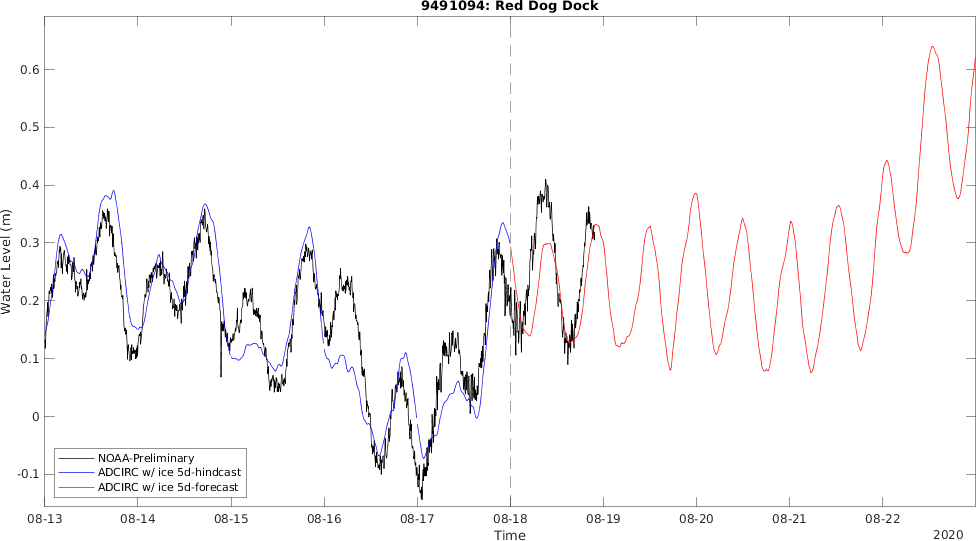 9491094: Red Dog Dock
Water Level (m)
0.6
0.5
0.4
0.3
0.2
0.1
0
-0.1
NOAA-Preliminary
ADCIRC w/ ice 5d-hindcast
ADCIRC w/ ice 5d-forecast
08-13 08-14 08-15 08-16 08-17 08-18 08-19 08-20 08-21 08-22
Time
2020